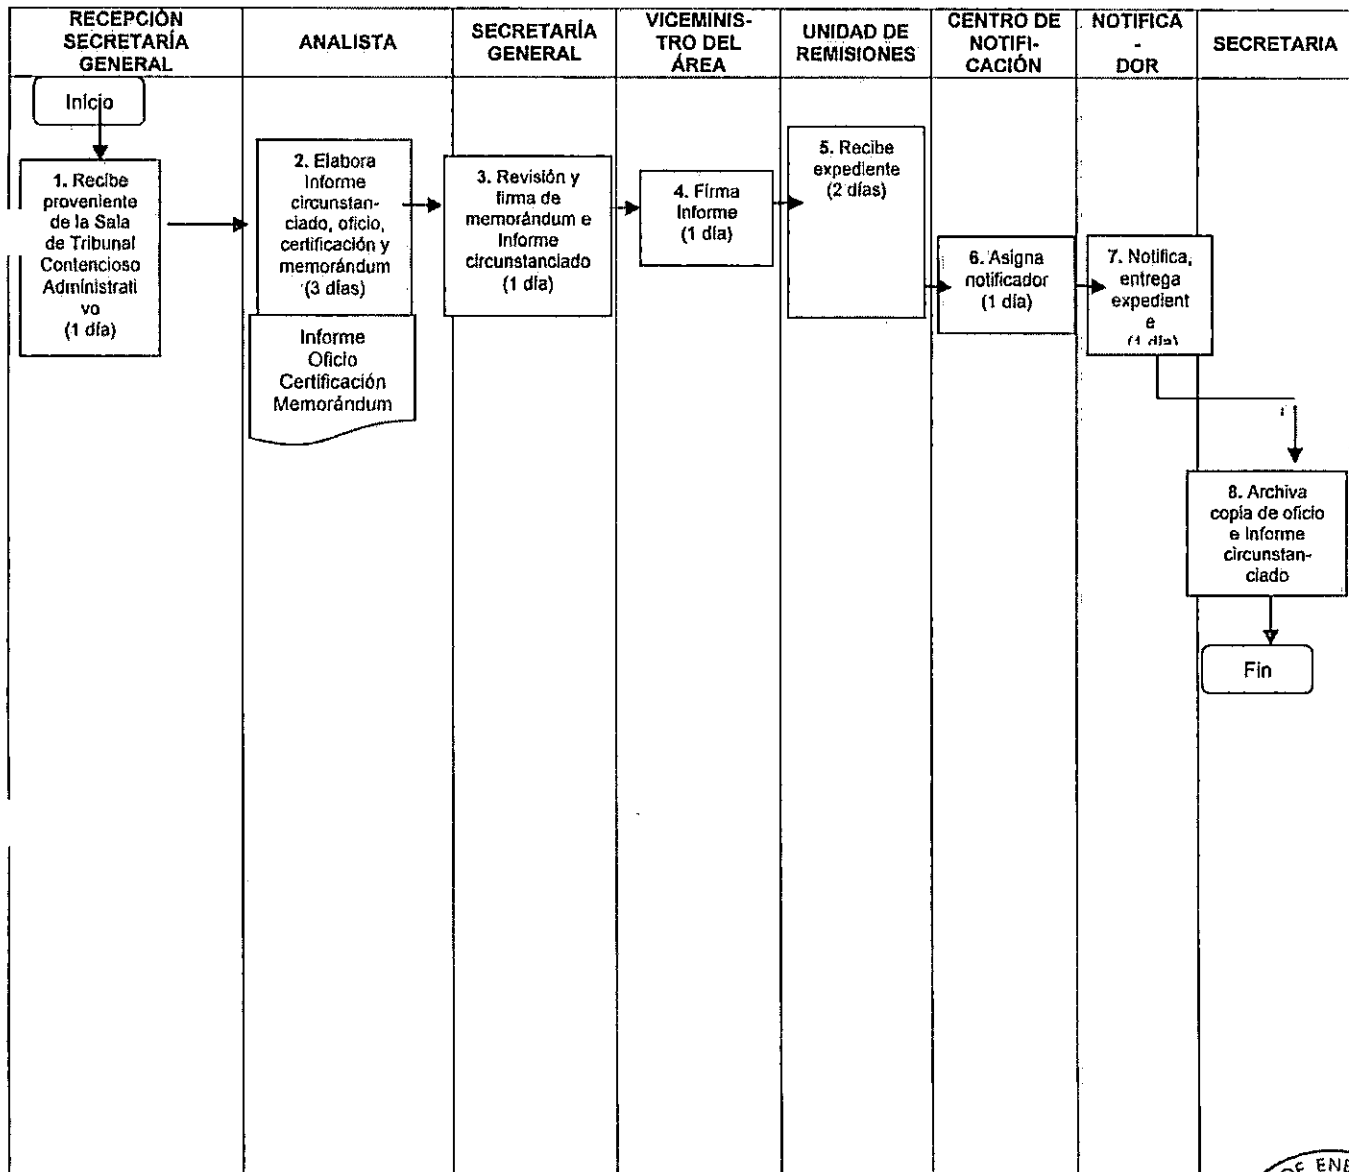 RECEPCIÓN
SECRETARÍA
GENERAL
ANALISTA
SECRETARÍA
GENERAL
VICEMINIS-
TRO DEL
ÁREA
UNIDAD DE
REMISIONES
CENTRO DE
NOTIFI-
CACIÓN
NOTIFICA
-
DOR
SECRETARIA
Inicio
1. Recibe
proveniente
de la Sala
de Tribunal
Contencioso
Administrati
vo
(1 día)
2. Elabora
Informe
circunstan-
ciado, oficio,
certificación y
memorándum
(3 días)
Informe
Oficio
Certificación
Memorándum
3. Revisión y
firma de
memorándum e
Informe
circunstanciado
(1 día)
4. Firma
Informe
(1 día)
5. Recibe
expediente
(2 días)
6. Asigna
notificador
(1 día)
7. Notifica,
entrega
expedient
e
(1 día)
8. Archiva
copia de oficio
e Informe
circunstan-
ciado
Fin
DE ENE